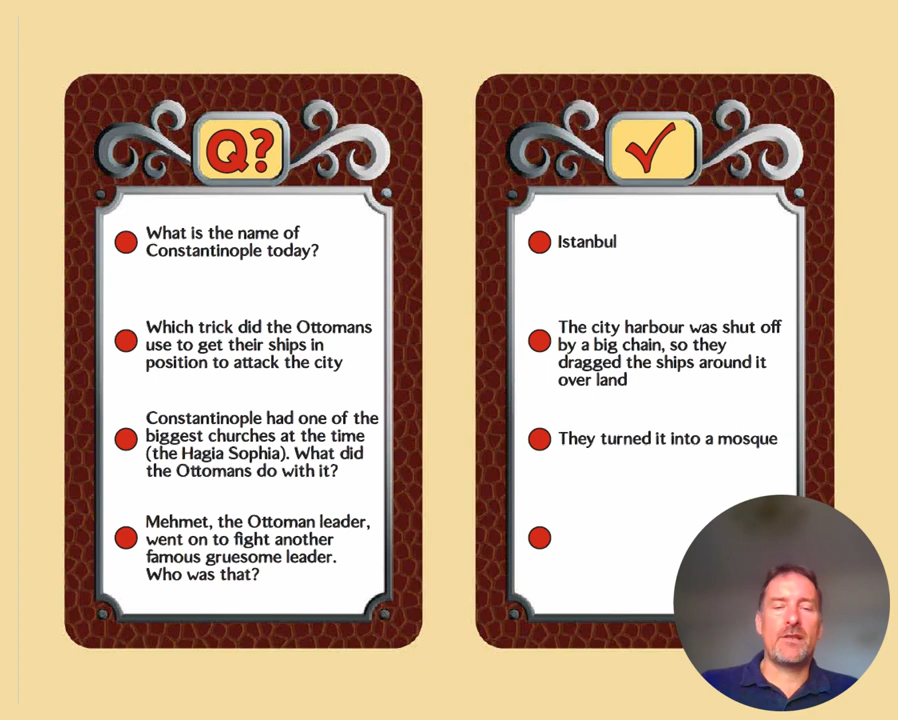 Q?
What is the name of
Constantinople today?
Which trick did the Ottomans
use to get their ships in
position to attack the city
Constantinople had one of the
biggest churches at the time
(the Hagia Sophia). What did
the Ottomans do with it?
Mehmet, the Ottoman leader,
went on to fight another
famous gruesome leader.
Who was that?
Istanbul
The city harbour was shut off
by a big chain, so they
dragged the ships around it
over land
They turned it into a mosque